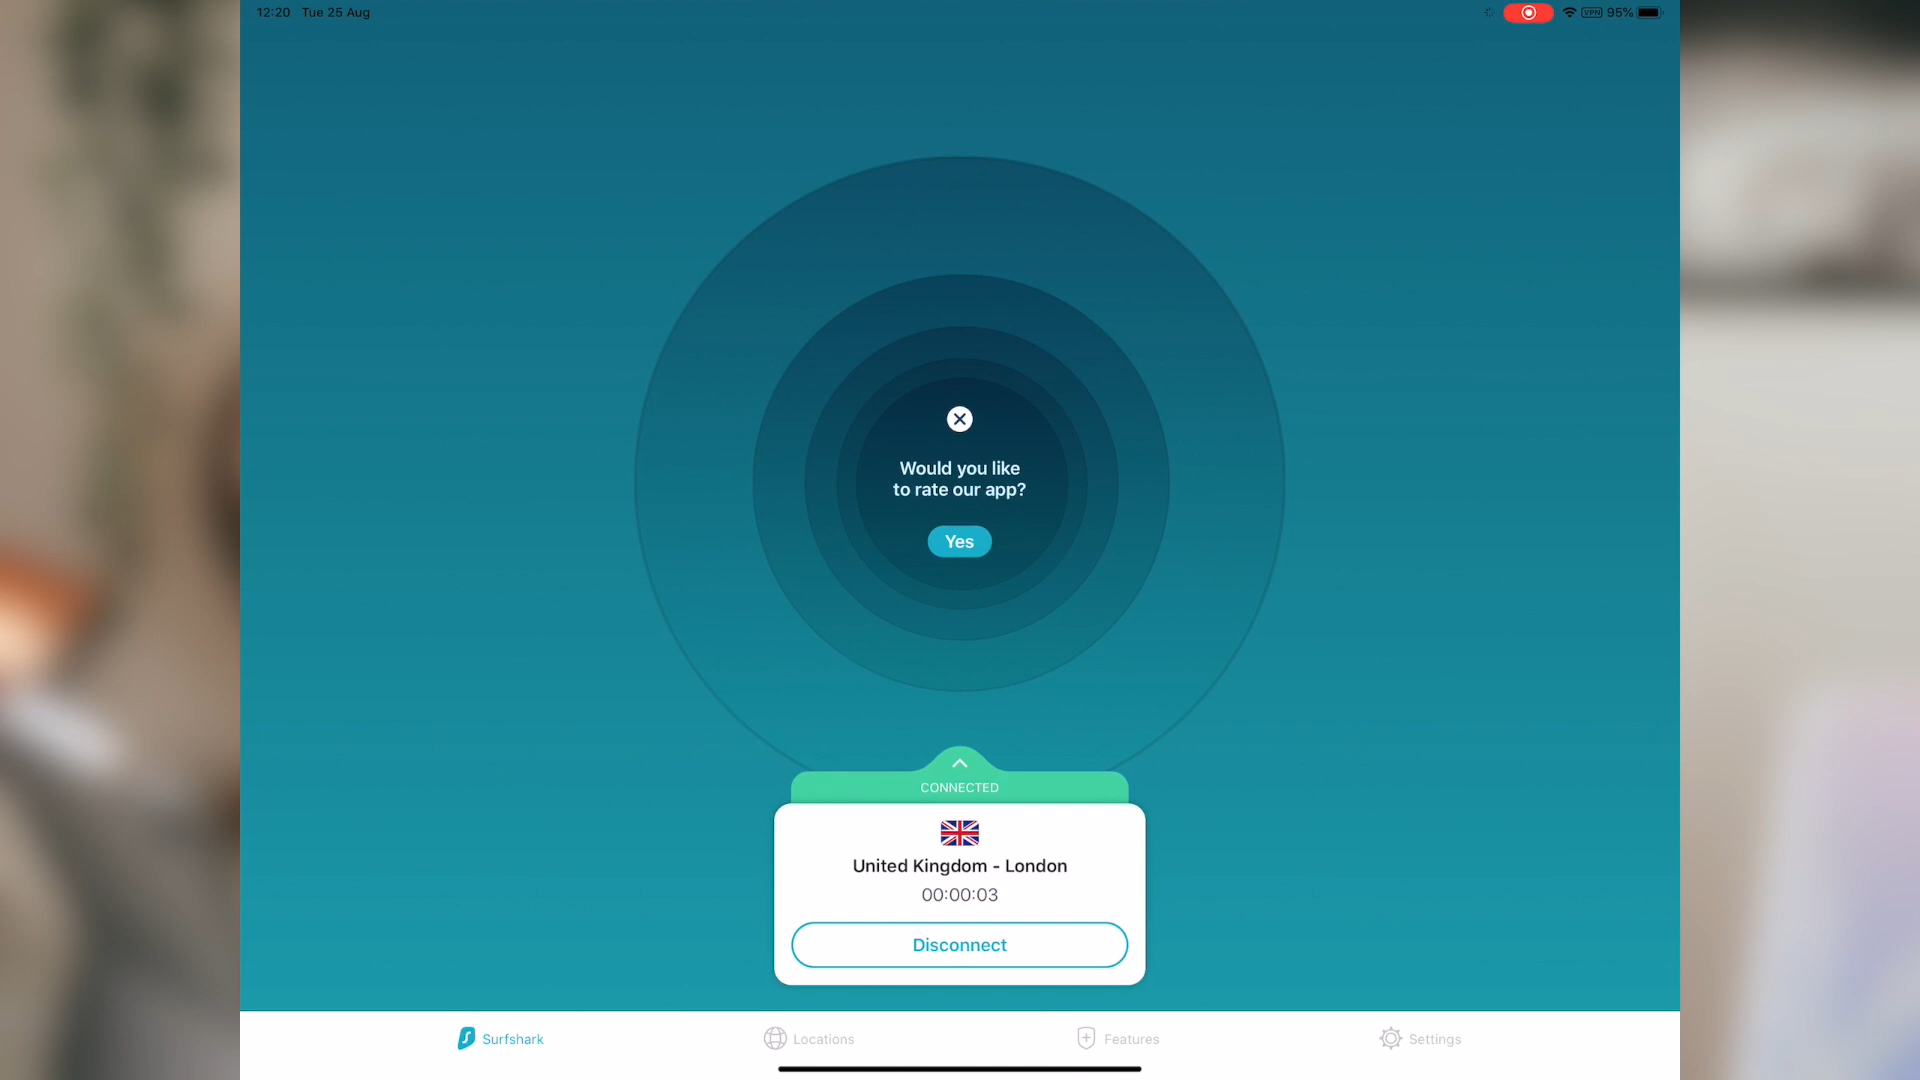 12:20 Tue 25 Aug
VPN 95%
Would you like
to rate our app?
Yes
CONNECTED
United Kingdom - London
00:00:03
Disconnect
Surfshark
Locations
Features
Settings